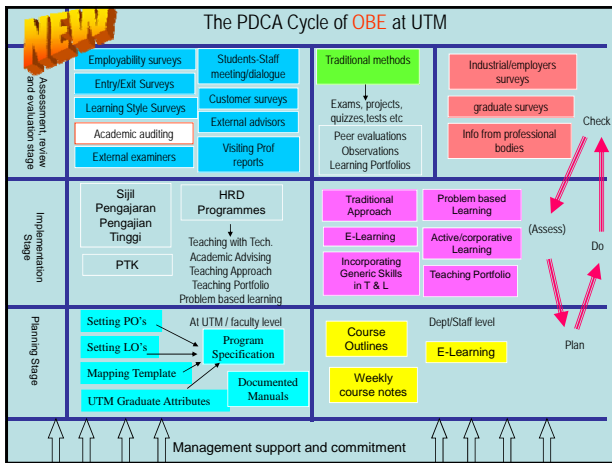 NEW
The PDCA Cycle of OBE at UTM
Assessment, review
and evaluation stage
Employability surveys
Entry/Exit Surveys
Learning Style Surveys
Academic auditing
External examiners
Students-Staff
meeting/dialogue
Customer surveys
External advisors
Visiting Prof
reports
Traditional methods
Exams, projects,
quizzes,tests etc
Peer evaluations
Observations
Learning Portfolios
Industrial/employers
surveys
graduate surveys
Info from professional
bodies
Check
Implementation
Stage
Sijil
Pengajaran
Pengajian
Tinggi
PTK
HRD
Programmes
Teaching with Tech.
Academic Advising
Teaching Approach
Teaching Portfolio
Problem based learning
Traditional
Approach
E-Learning
Incorporating
Generic Skills
in T & L
Problem based
Learning
Active/corporative
Learning
Teaching Portfolio
(Assess)
Do
Planning Stage
Setting PO's
Setting LO's
Mapping Template
UTM Graduate Attributes
At UTM / faculty level
Program
Specification
Documented
Manuals
Course
Outlines
Weekly
course notes
Dept/Staff level
E-Learning
Plan
Management support and commitment